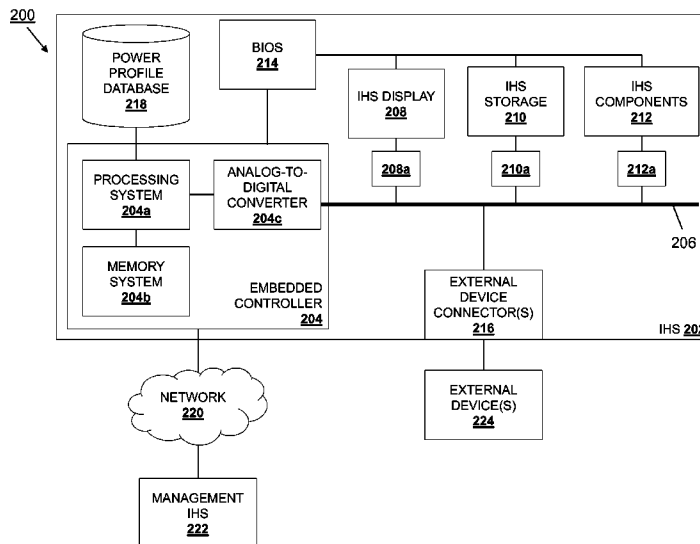 200
POWER
PROFILE
DATABASE
218
BIOS
214
IHS DISPLAY
208
IHS
STORAGE
210
IHS
COMPONENTS
212
208a
210a
212a
PROCESSING
SYSTEM
204a
ANALOG-TO-
DIGITAL
CONVERTER
204c
206
MEMORY
SYSTEM
204b
EMBEDDED
CONTROLLER
204
EXTERNAL
DEVICE
CONNECTOR(S)
216
IHS 202
NETWORK
220
EXTERNAL
DEVICE(S)
224
MANAGEMENT
IHS
222